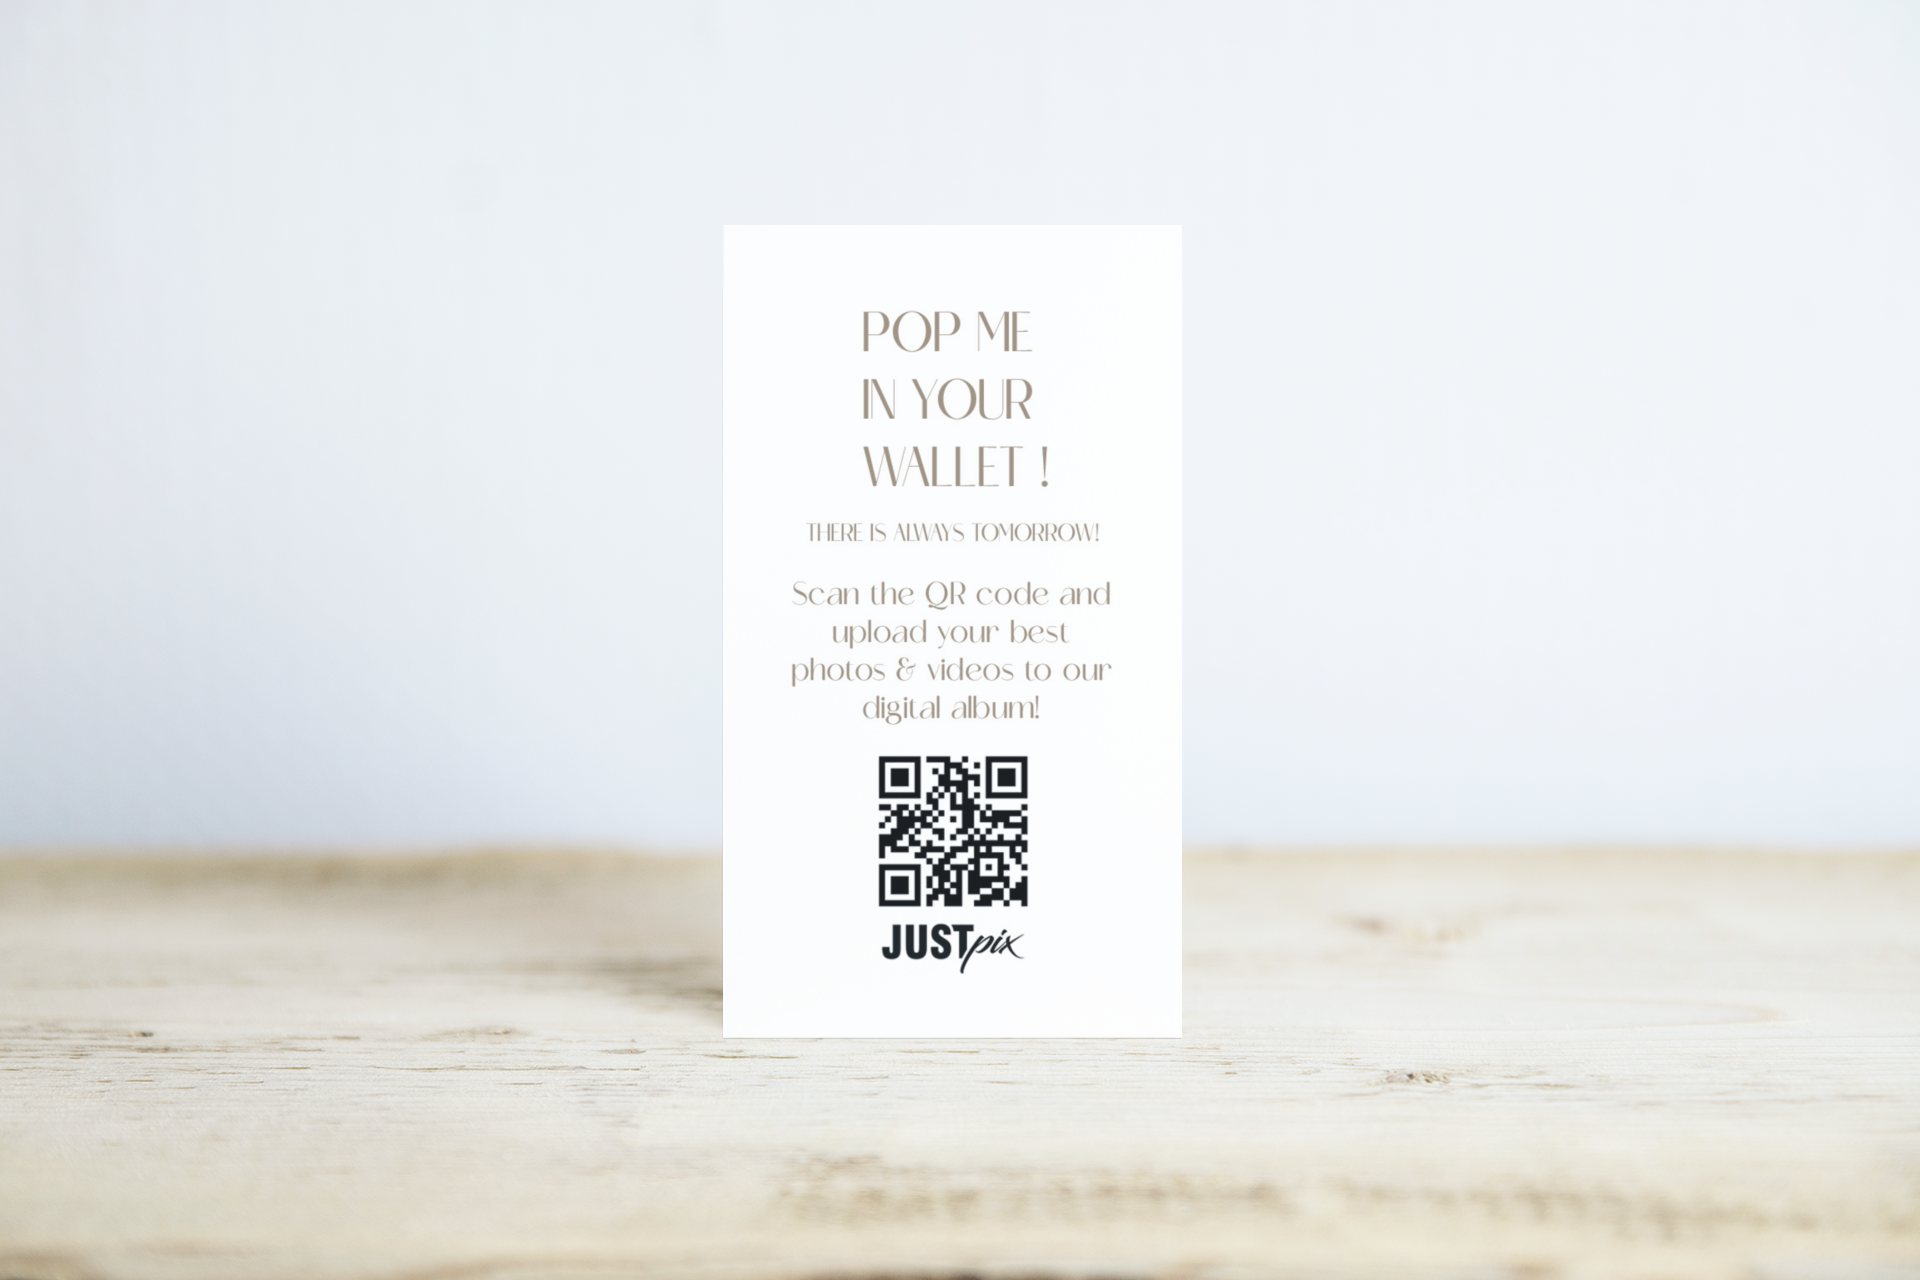 POP ME
IN YOUR
WALLET !
THERE IS ALWAYS TOMORROW!
Scan the QR code and
upload your best
photos & videos to our
digital album!
JUSTpix